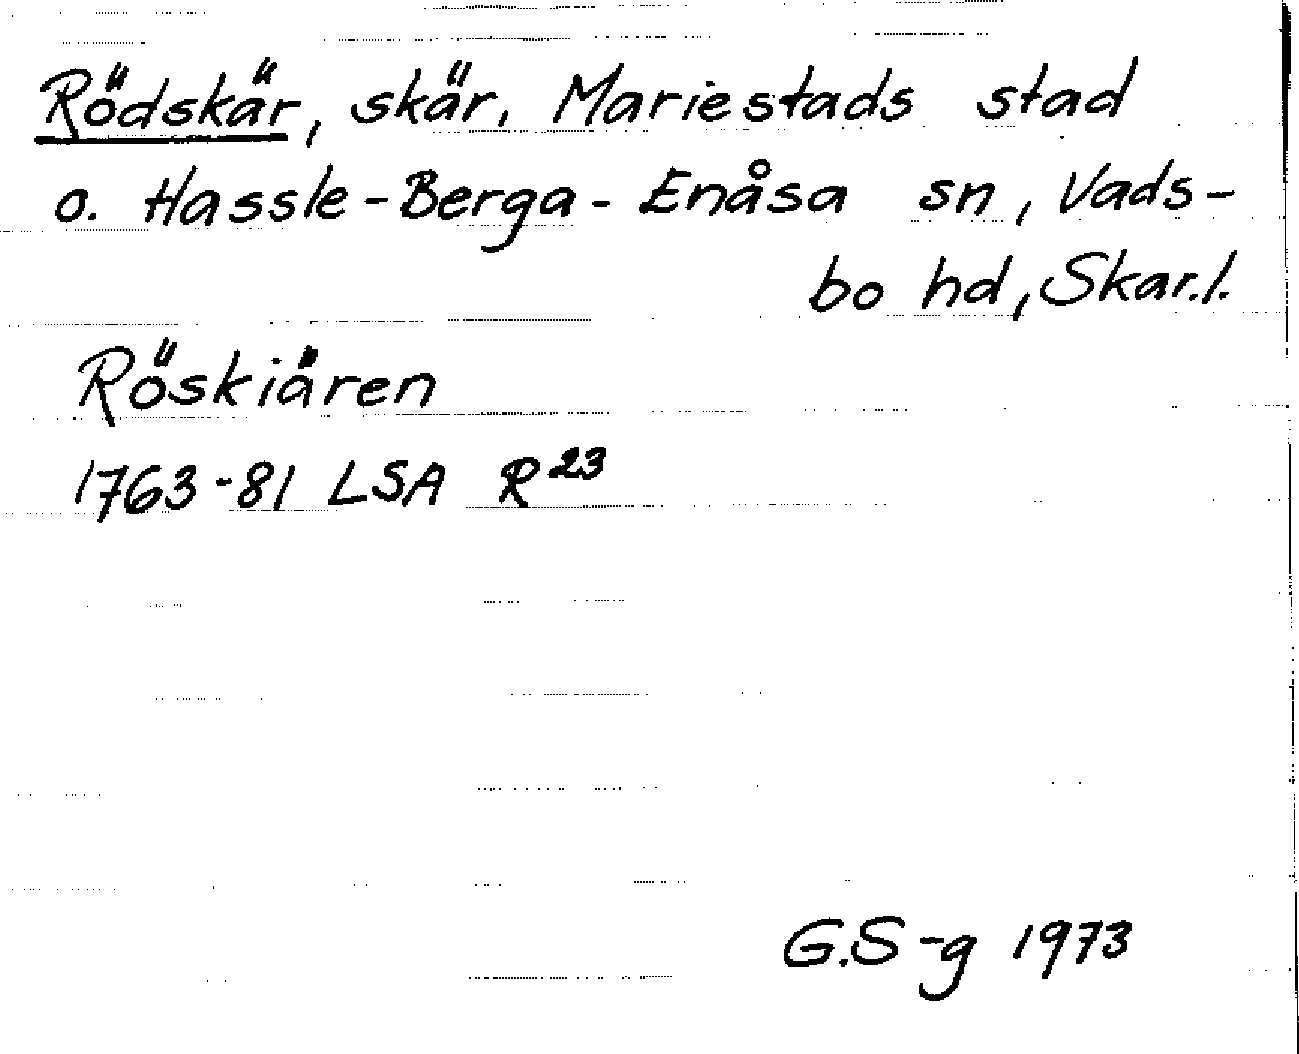 Rödskär, skär, Mariestads stad
o. Hassle-Berga-Enåsa sn, Vads-
bo hd, Skar.l.
Röskiären
1763-81 LSA R23
G.S-g 1973